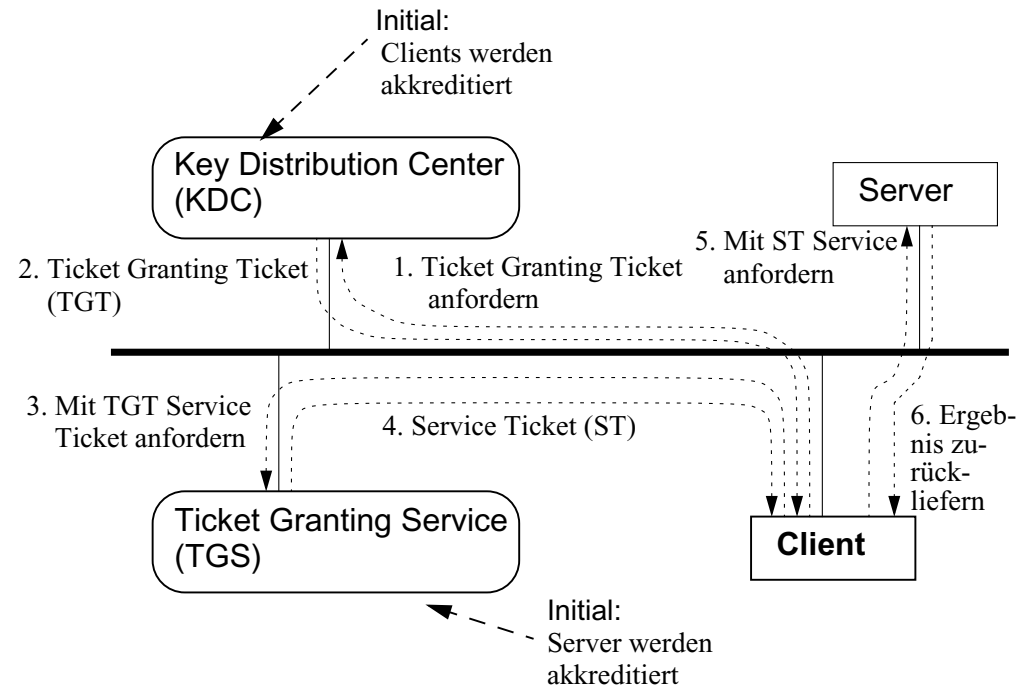 Initial:
Clients werden
akkreditiert
Key Distribution Center
(KDC)
Server
5. Mit ST Service
anfordern
2. Ticket Granting Ticket
(TGT)
1. Ticket Granting Ticket
anfordern
3. Mit TGT Service
Ticket anfordern
4. Service Ticket (ST)
6. Ergeb-
nis zu-
rück-
liefern
Ticket Granting Service
(TGS)
Client
Initial:
Server werden
akkreditiert